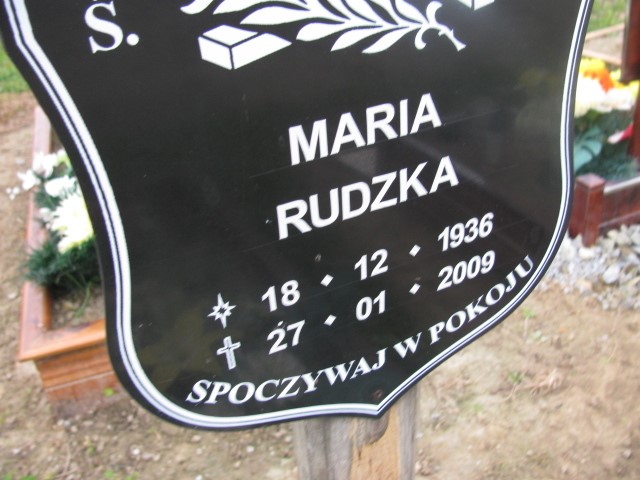 Ś.
MARIA
RUDZKA
18 • 12 • 1936
27 • 01 • 2009
SPOCZYWAJ W POKOJU